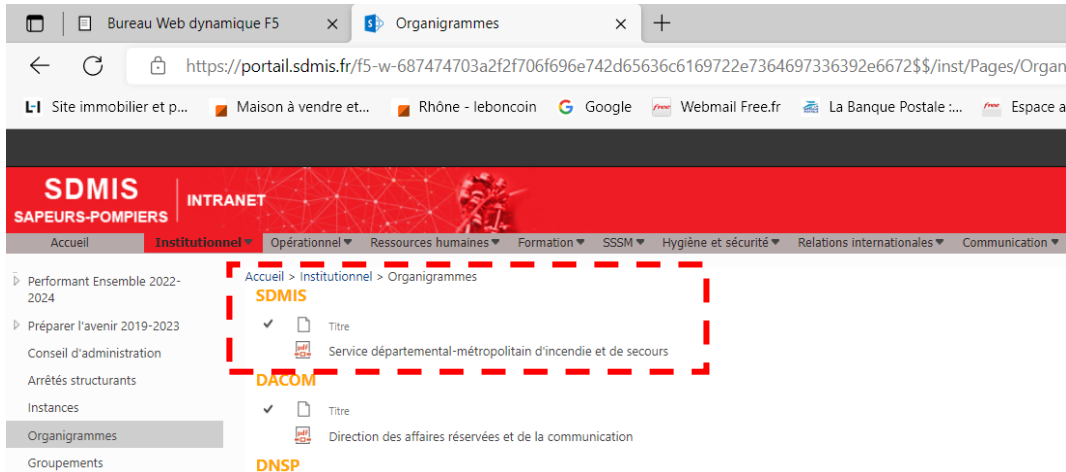 Bureau Web dynamique F5
Organigrammes
https://portail.sdmis.fr/f5-w-687474703a2f2f706f696e742d65636c6169722e7364697336392e6672$$/inst/Pages/Organ
Site immobilier et p...
Maison à vendre et...
Rhône - leboncoin
Google
free
Webmail Free.fr
La Banque Postale :...
free
Espace a
SDMIS
SAPEURS-POMPIERS
INTRANET
Accueil
Institutionnel
Opérationnel
Ressources humaines
Formation
SSSM
Hygiène et sécurité
Relations internationales
Communication
Performant Ensemble 2022-
2024
Préparer l'avenir 2019-2023
Conseil d'administration
Arrêtés structurants
Instances
Organigrammes
Groupements
Accueil > Institutionnel > Organigrammes
SDMIS
Titre
pdf
Service départemental-métropolitain d'incendie et de secours
DACOM
Titre
pdf
Direction des affaires réservées et de la communication
DNSP